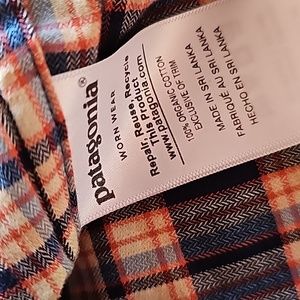 patagonia
WORN WEAR
Repair, Reuse, Recycle
this Product.com
www.patagonia
100% ORGANIC COTTON
EXCLUSIVE OF TRIM
MADE IN SRI LANKA
FABRIQUÉ AU SRI LANKA
HECHO EN SRI LANKA